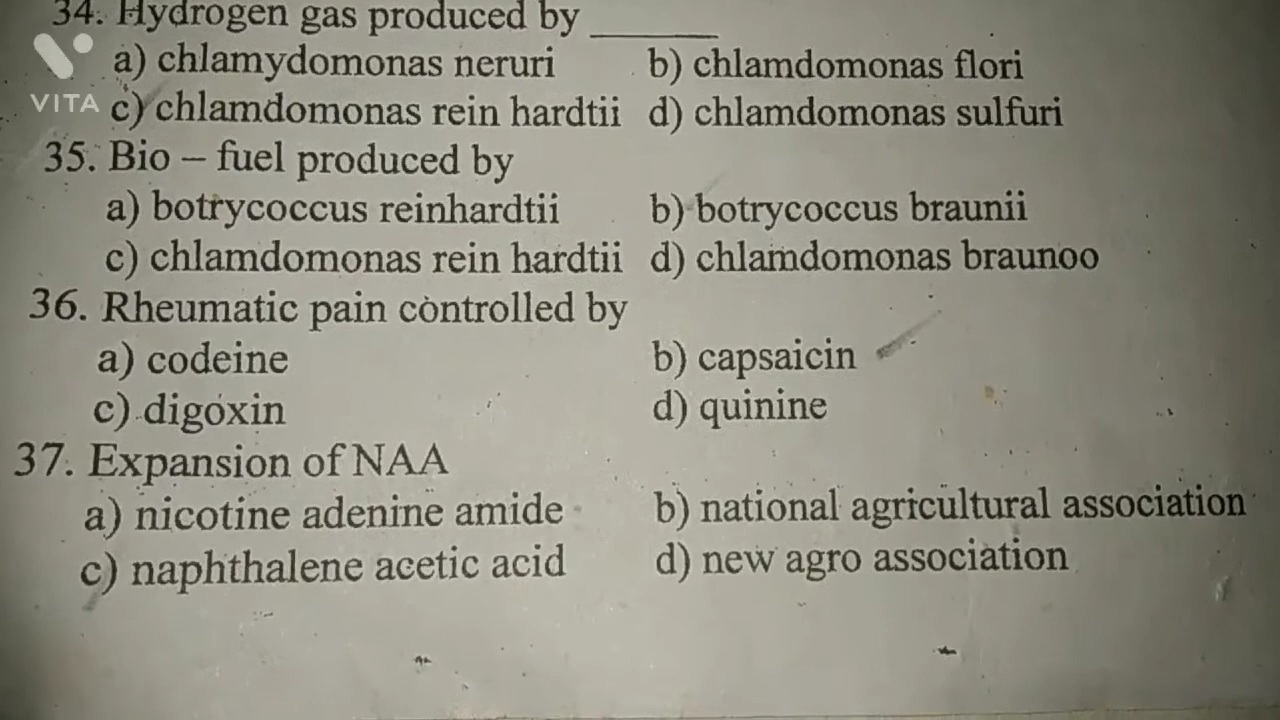 34. Hydrogen gas produced by ______
a) chlamydomonas neruri b) chlamdomonas flori
VITA
c) chlamdomonas rein hardtii d) chlamdomonas sulfuri
35. Bio – fuel produced by
a) botrycoccus reinhardtii b) botrycoccus braunii
c) chlamdomonas rein hardtii d) chlamdomonas braunoo
36. Rheumatic pain controlled by
a) codeine b) capsaicin
c) digoxin d) quinine
37. Expansion of NAA
a) nicotine adenine amide b) national agricultural association
c) naphthalene acetic acid d) new agro association